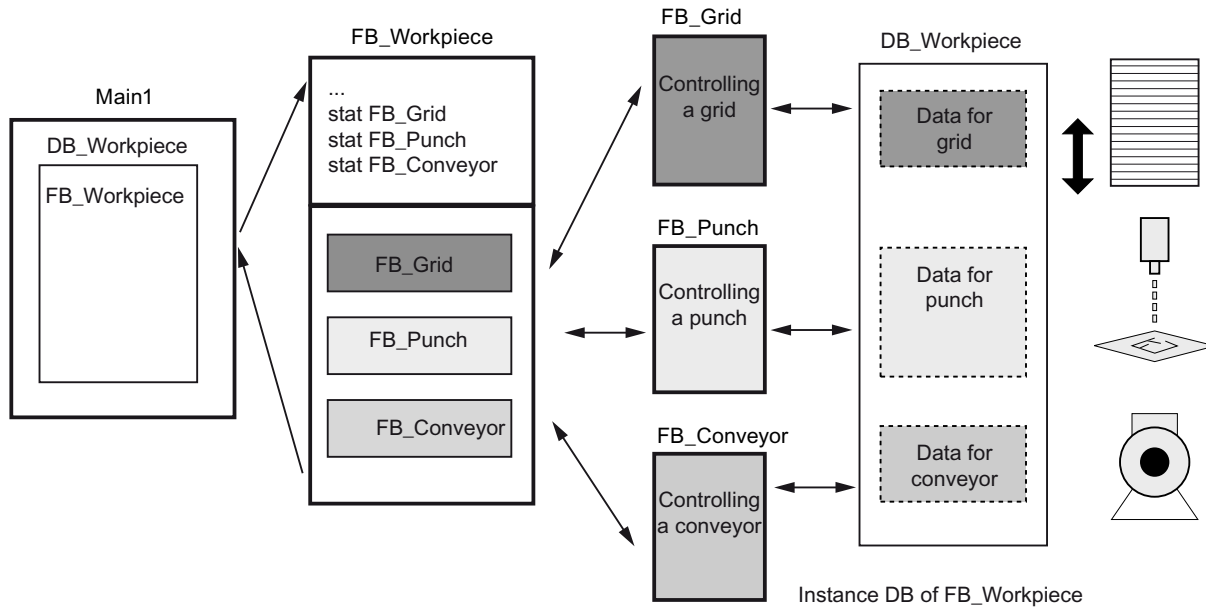 Main1
DB_Workpiece
FB_Workpiece
FB_Workpiece
...
stat FB_Grid
stat FB_Punch
stat FB_Conveyor
FB_Grid
FB_Punch
FB_Conveyor
FB_Grid
Controlling
a grid
FB_Punch
Controlling
a punch
FB_Conveyor
Controlling
a conveyor
DB_Workpiece
Data for
grid
Data for
punch
Data for
conveyor
Instance DB of FB_Workpiece